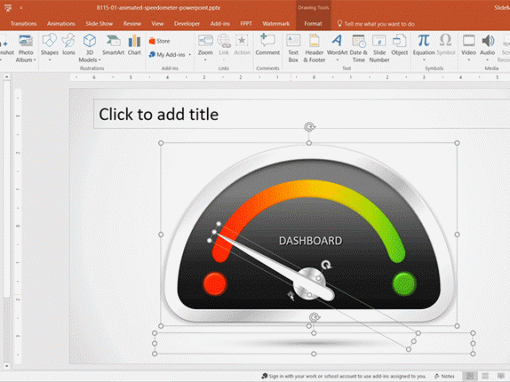 8115-01-animated-speedometer-powerpoint.pptx
Drawing Tools
SlideM
Transitions Animations Slide Show Review View Developer Add-ins FPPT Watermark Format Tell me what you want to do
Screenshot Photo Album Shapes Icons 3D Models SmartArt Chart Store My Add-ins Zoom Link Action Comment Text Box Header & Footer WordArt Date & Time Slide Number Object Equation Symbol Video Audio
Illustrations Add-ins Links Comments Text Symbols Media
Click to add title
DASHBOARD
Sign in with your work or school account to use add-ins assigned to you. Notes